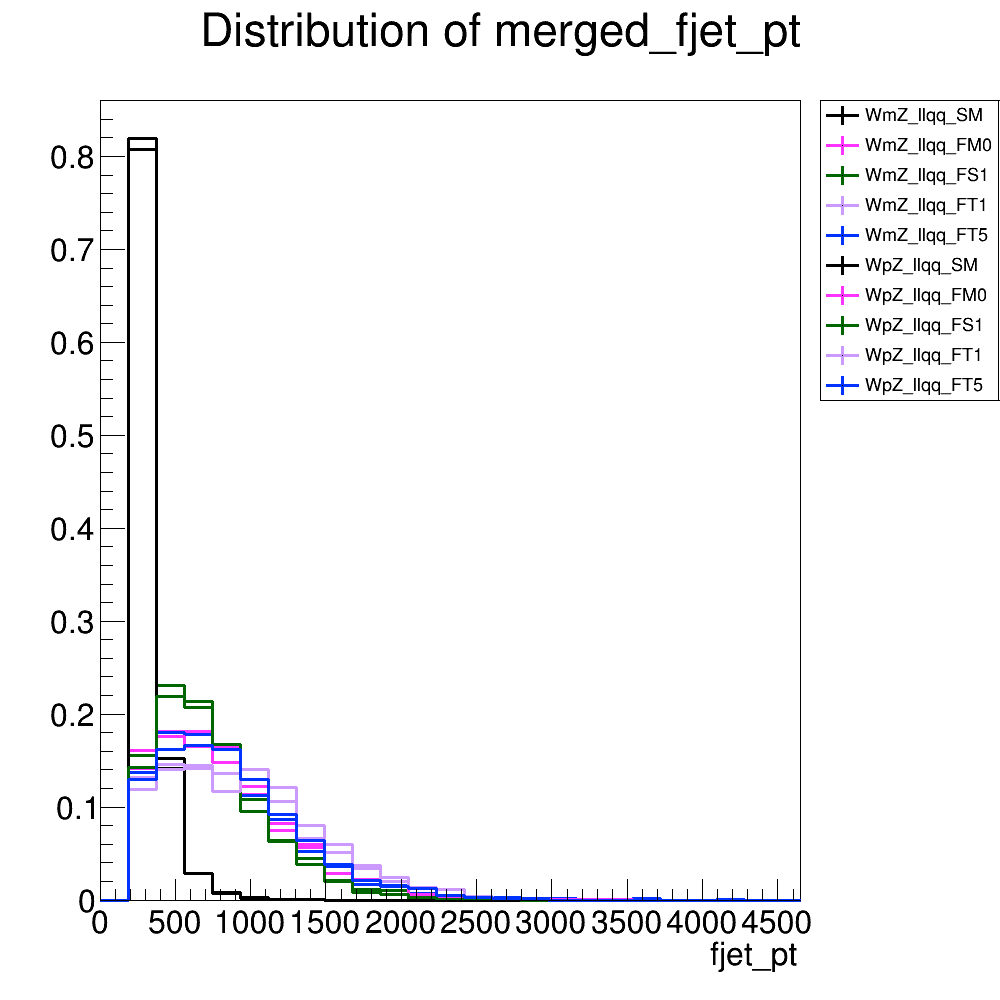 Distribution of merged_fjet_pt
WmZ_llqq_SM
WmZ_llqq_FM0
WmZ_llqq_FS1
WmZ_llqq_FT1
WmZ_llqq_FT5
WpZ_llqq_SM
WpZ_llqq_FM0
WpZ_llqq_FS1
WpZ_llqq_FT1
WpZ_llqq_FT5
0.8
0.7
0.6
0.5
0.4
0.3
0.2
0.1
0
0 500 1000 1500 2000 2500 3000 3500 4000 4500
fjet_pt